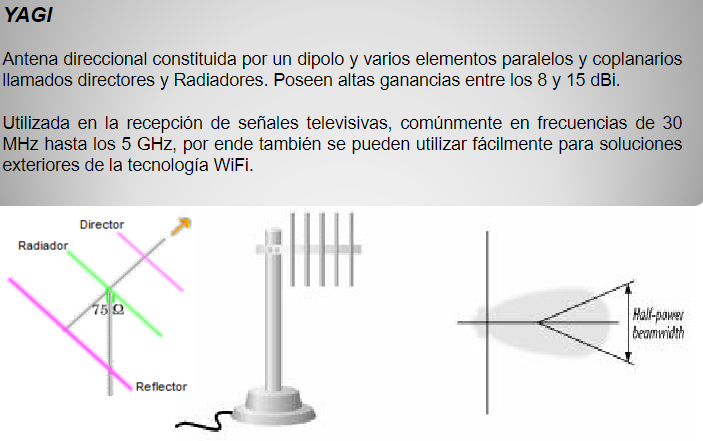 YAGI
Antena direccional constituida por un dipolo y varios elementos paralelos y coplanarios
llamados directores y Radiadores. Poseen altas ganancias entre los 8 y 15 dBi.
Utilizada en la recepción de señales televisivas, comúnmente en frecuencias de 30
MHz hasta los 5 GHz, por ende también se pueden utilizar fácilmente para soluciones
exteriores de la tecnología WiFi.
Director
Radiador
75 Ω
Reflector
Half-power
beamwidth